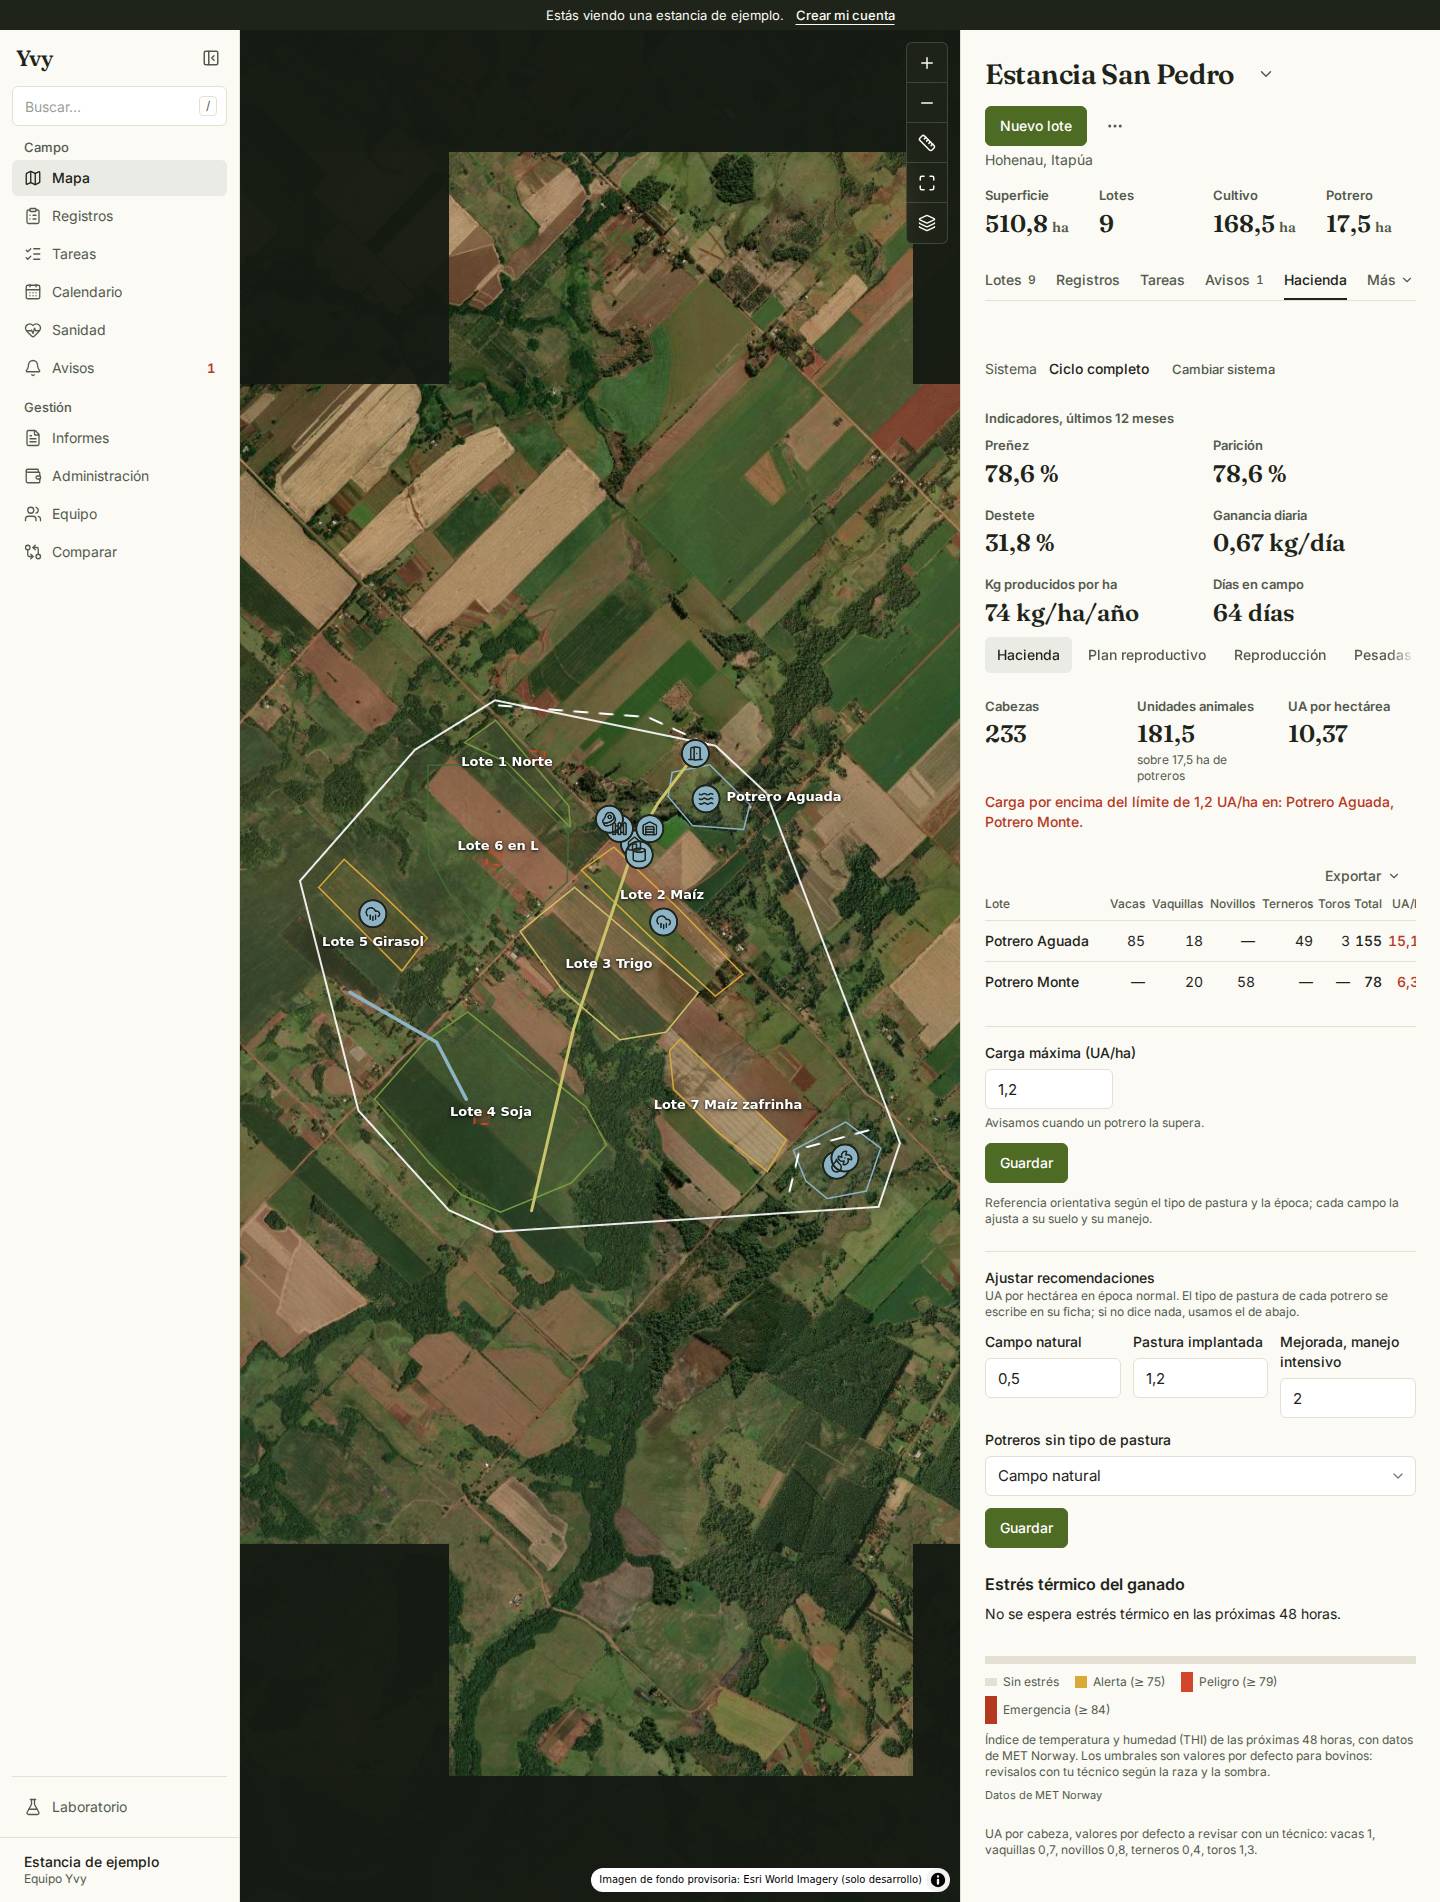 Estás viendo una estancia de ejemplo. Crear mi cuenta
Yvy
Buscar... /
Campo
Mapa
Registros
Tareas
Calendario
Sanidad
Avisos 1
Gestión
Informes
Administración
Equipo
Comparar
Laboratorio
Estancia de ejemplo
Equipo Yvy
Lote 1 Norte
Potrero Aguada
Lote 6 en L
Lote 2 Maíz
Lote 5 Girasol
Lote 3 Trigo
Lote 4 Soja
Lote 7 Maíz zafrinha
Imagen de fondo provisoria: Esri World Imagery (solo desarrollo)
Estancia San Pedro
Nuevo lote
Hohenau, Itapúa
Superficie Lotes Cultivo Potrero
510,8 ha 9 168,5 ha 17,5 ha
Lotes 9 Registros Tareas Avisos 1 Hacienda Más
Sistema Ciclo completo Cambiar sistema
Indicadores, últimos 12 meses
Preñez Parición
78,6 % 78,6 %
Destete Ganancia diaria
31,8 % 0,67 kg/día
Kg producidos por ha Días en campo
74 kg/ha/año 64 días
Hacienda Plan reproductivo Reproducción Pesadas
Cabezas Unidades animales UA por hectárea
233 181,5 10,37
sobre 17,5 ha de
potreros
Carga por encima del límite de 1,2 UA/ha en: Potrero Aguada,
Potrero Monte.
Exportar
Lote Vacas Vaquillas Novillos Terneros Toros Total
Potrero Aguada 85 18 — 49 3 155 15,1
Potrero Monte — 20 58 — — 78 6,3
Carga máxima (UA/ha)
1,2
Avisamos cuando un potrero la supera.
Guardar
Referencia orientativa según el tipo de pastura y la época; cada campo la
ajusta a su suelo y su manejo.
Ajustar recomendaciones
UA por hectárea en época normal. El tipo de pastura de cada potrero se
escribe en su ficha; si no dice nada, usamos el de abajo.
Campo natural Pastura implantada Mejorada, manejo
intensivo
0,5 1,2 2
Potreros sin tipo de pastura
Campo natural
Guardar
Estrés térmico del ganado
No se espera estrés térmico en las próximas 48 horas.
Sin estrés Alerta (≥ 75) Peligro (≥ 79)
Emergencia (≥ 84)
Índice de temperatura y humedad (THI) de las próximas 48 horas, con datos
de MET Norway. Los umbrales son valores por defecto para bovinos:
revisalos con tu técnico según la raza y la sombra.
Datos de MET Norway
UA por cabeza, valores por defecto a revisar con un técnico: vacas 1,
vaquillas 0,7, novillos 0,8, terneros 0,4, toros 1,3.